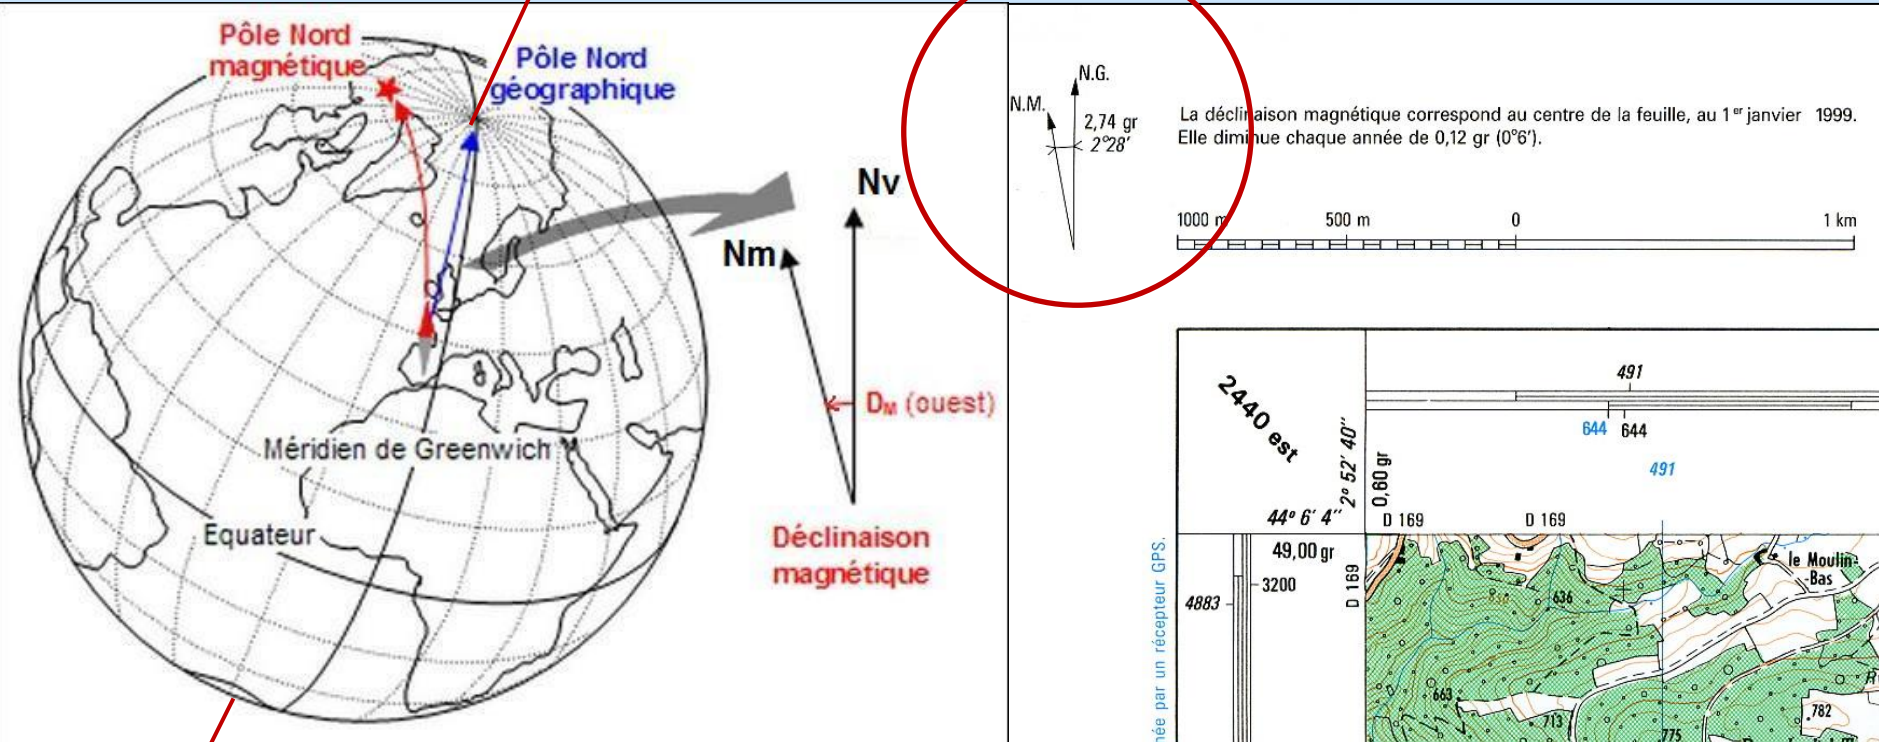 Pôle Nord
magnétique
Pôle Nord
géographique
Nv
Nm
DM (ouest)
Méridien de Greenwich
Equateur
Déclinaison
magnétique
N.G.
N.M.
2,74 gr
2°28'
La déclinaison magnétique correspond au centre de la feuille, au 1er janvier 1999.
Elle diminue chaque année de 0,12 gr (0°6').
1000 m 500 m 0 1 km
2440 est
491
644 644
491
2° 52' 40"
0,60 gr
44° 6' 4"
D 169 D 169
49,00 gr
3200
4883
D 169
le Moulin-
-Bas
636
663
713
775
782
née par un récepteur GPS.